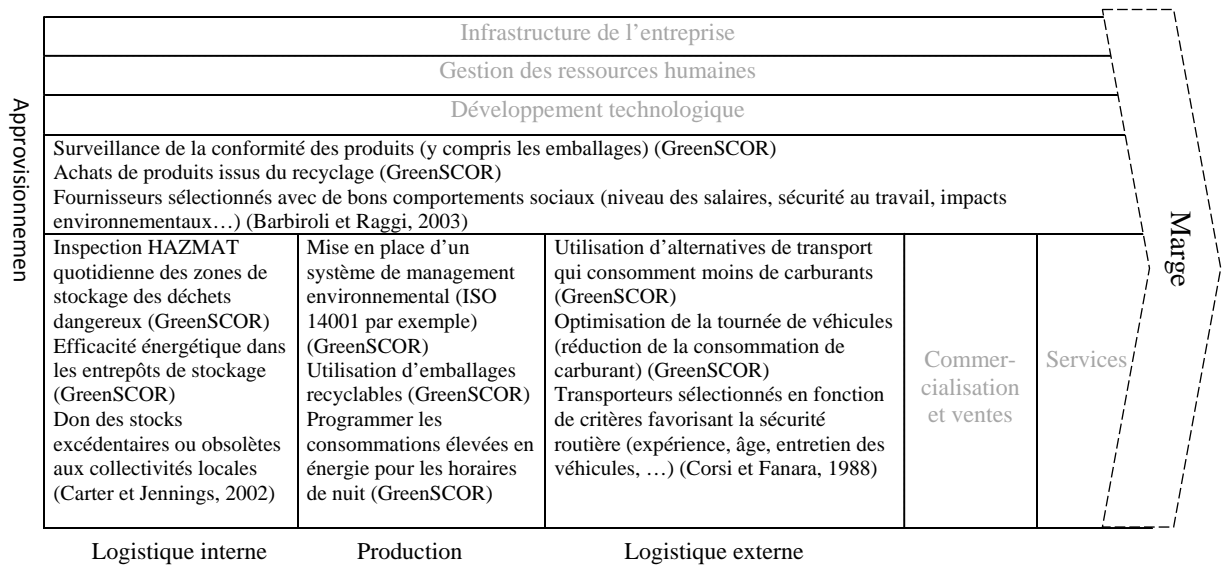 Infrastructure de l'entreprise
Gestion des ressources humaines
Développement technologique
Approvisionnemen
Surveillance de la conformité des produits (y compris les emballages) (GreenSCOR)
Achats de produits issus du recyclage (GreenSCOR)
Fournisseurs sélectionnés avec de bons comportements sociaux (niveau des salaires, sécurité au travail, impacts
environnementaux…) (Barbiroli et Raggi, 2003)
Inspection HAZMAT
quotidienne des zones de
stockage des déchets
dangereux (GreenSCOR)
Efficacité énergétique dans
les entrepôts de stockage
(GreenSCOR)
Don des stocks
excédentaires ou obsolètes
aux collectivités locales
(Carter et Jennings, 2002)
Mise en place d'un
système de management
environnemental (ISO
14001 par exemple)
(GreenSCOR)
Utilisation d'emballages
recyclables (GreenSCOR)
Programmer les
consommations élevées en
énergie pour les horaires
de nuit (GreenSCOR)
Utilisation d'alternatives de transport
qui consomment moins de carburants
(GreenSCOR)
Optimisation de la tournée de véhicules
(réduction de la consommation de
carburant) (GreenSCOR)
Transporteurs sélectionnés en fonction
de critères favorisant la sécurité
routière (expérience, âge, entretien des
véhicules, …) (Corsi et Fanara, 1988)
Commer-
cialisation
et ventes
Services
Marge
Logistique interne
Production
Logistique externe